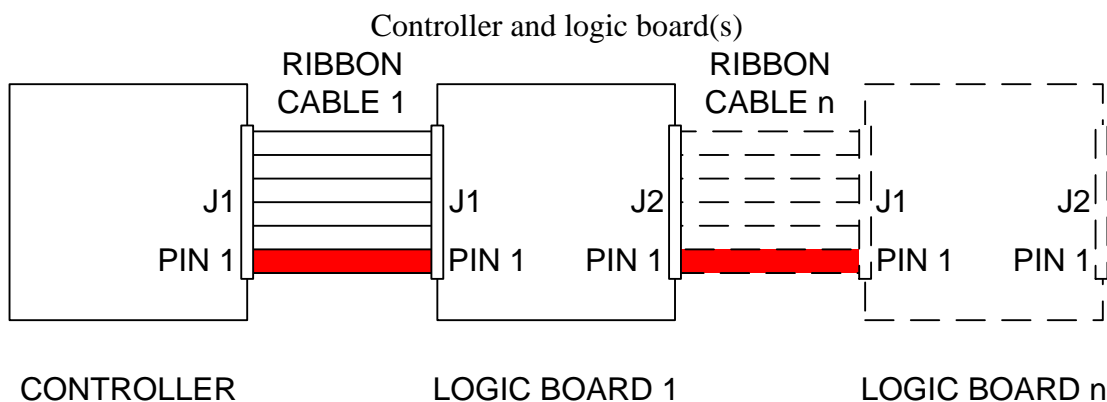 Controller and logic board(s)
RIBBON
CABLE 1
RIBBON
CABLE n
J1
J1
J2
J1
J2
PIN 1
PIN 1
PIN 1
PIN 1
PIN 1
CONTROLLER
LOGIC BOARD 1
LOGIC BOARD n